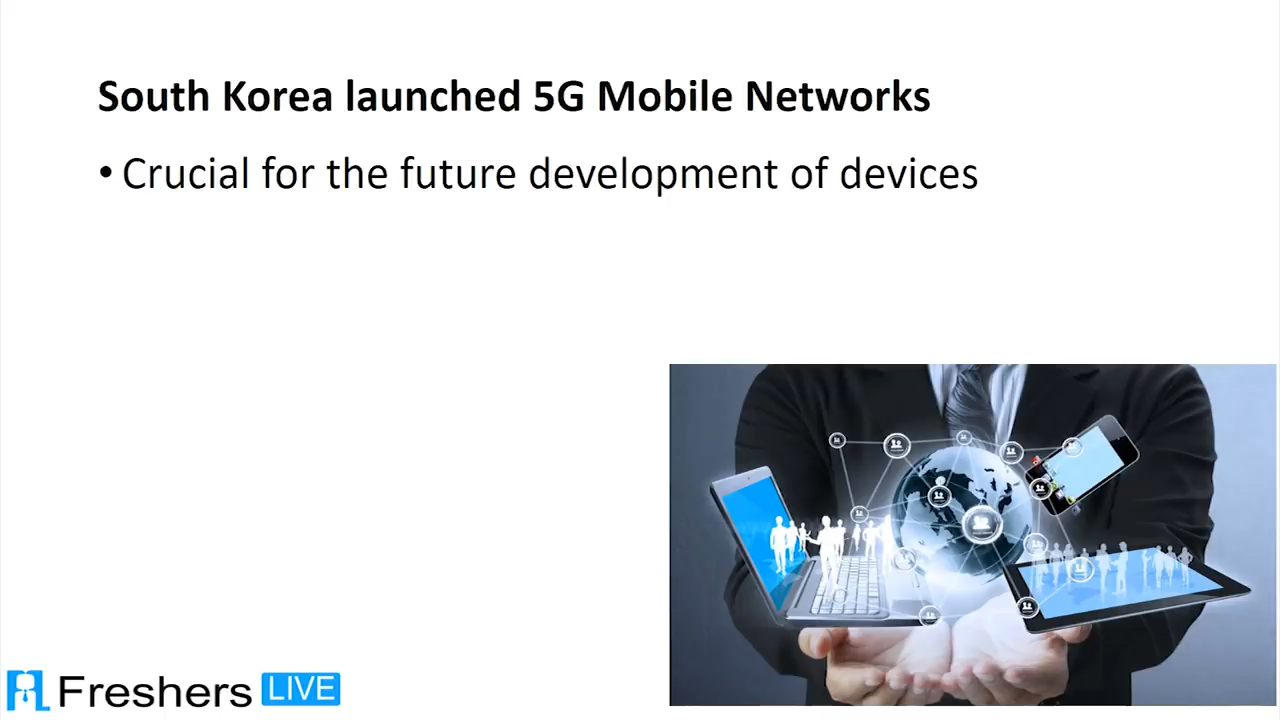 South Korea launched 5G Mobile Networks
• Crucial for the future development of devices
Freshers LIVE